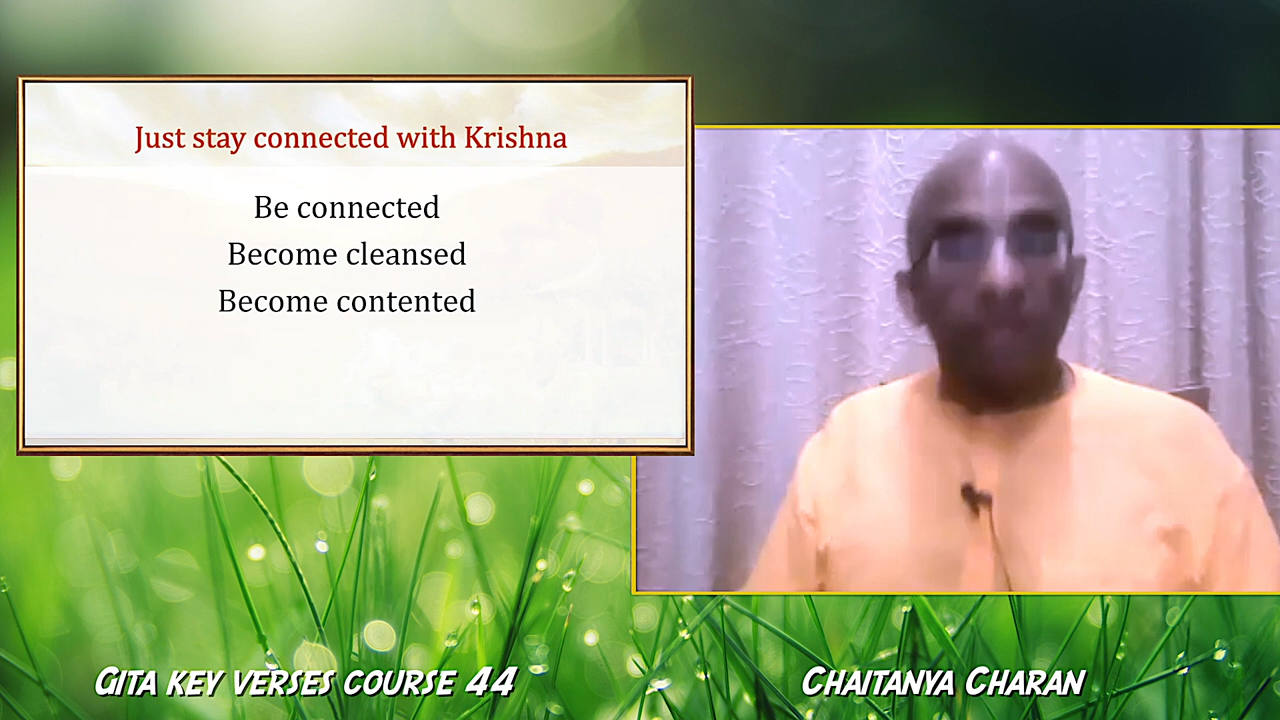 Just stay connected with Krishna
Be connected
Become cleansed
Become contented
GITA KEY VERSES COURSE 44
CHAITANYA CHARAN